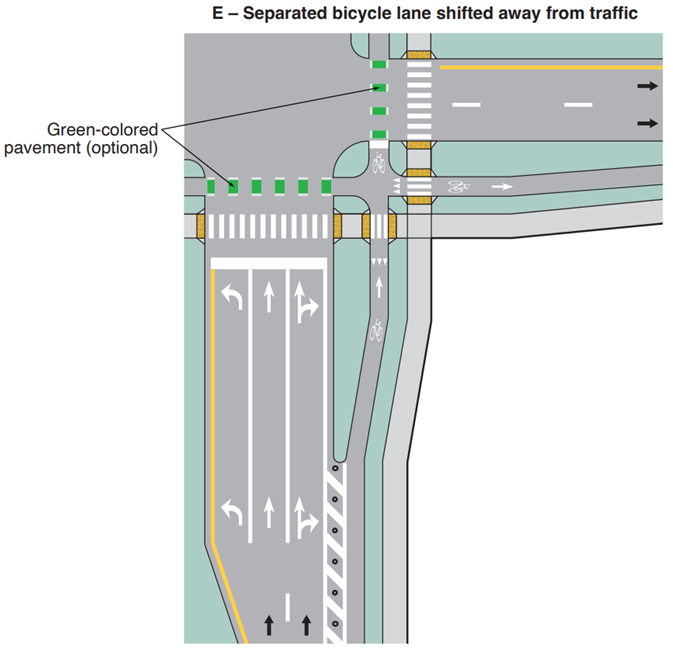 E – Separated bicycle lane shifted away from traffic
Green-colored
pavement (optional)